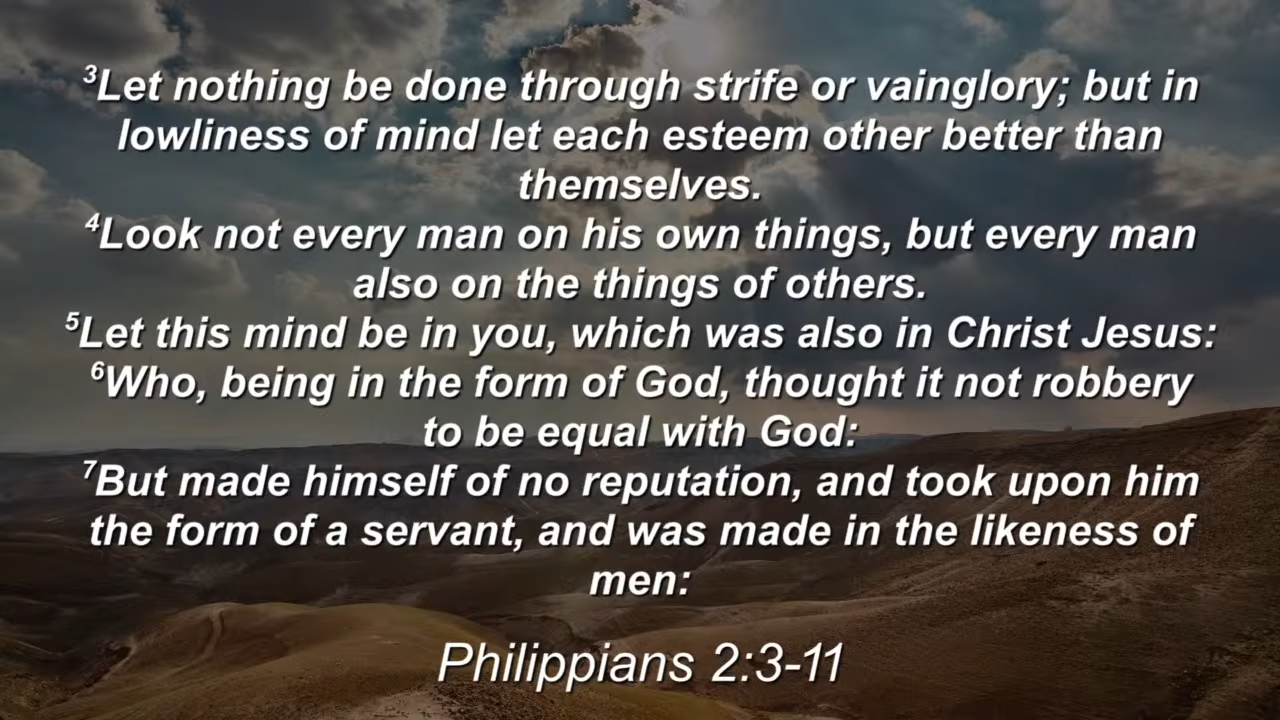 ³Let nothing be done through strife or vainglory; but in
lowliness of mind let each esteem other better than
themselves.
⁴Look not every man on his own things, but every man
also on the things of others.
⁵Let this mind be in you, which was also in Christ Jesus:
⁶Who, being in the form of God, thought it not robbery
to be equal with God:
⁷But made himself of no reputation, and took upon him
the form of a servant, and was made in the likeness of
men:
Philippians 2:3-11